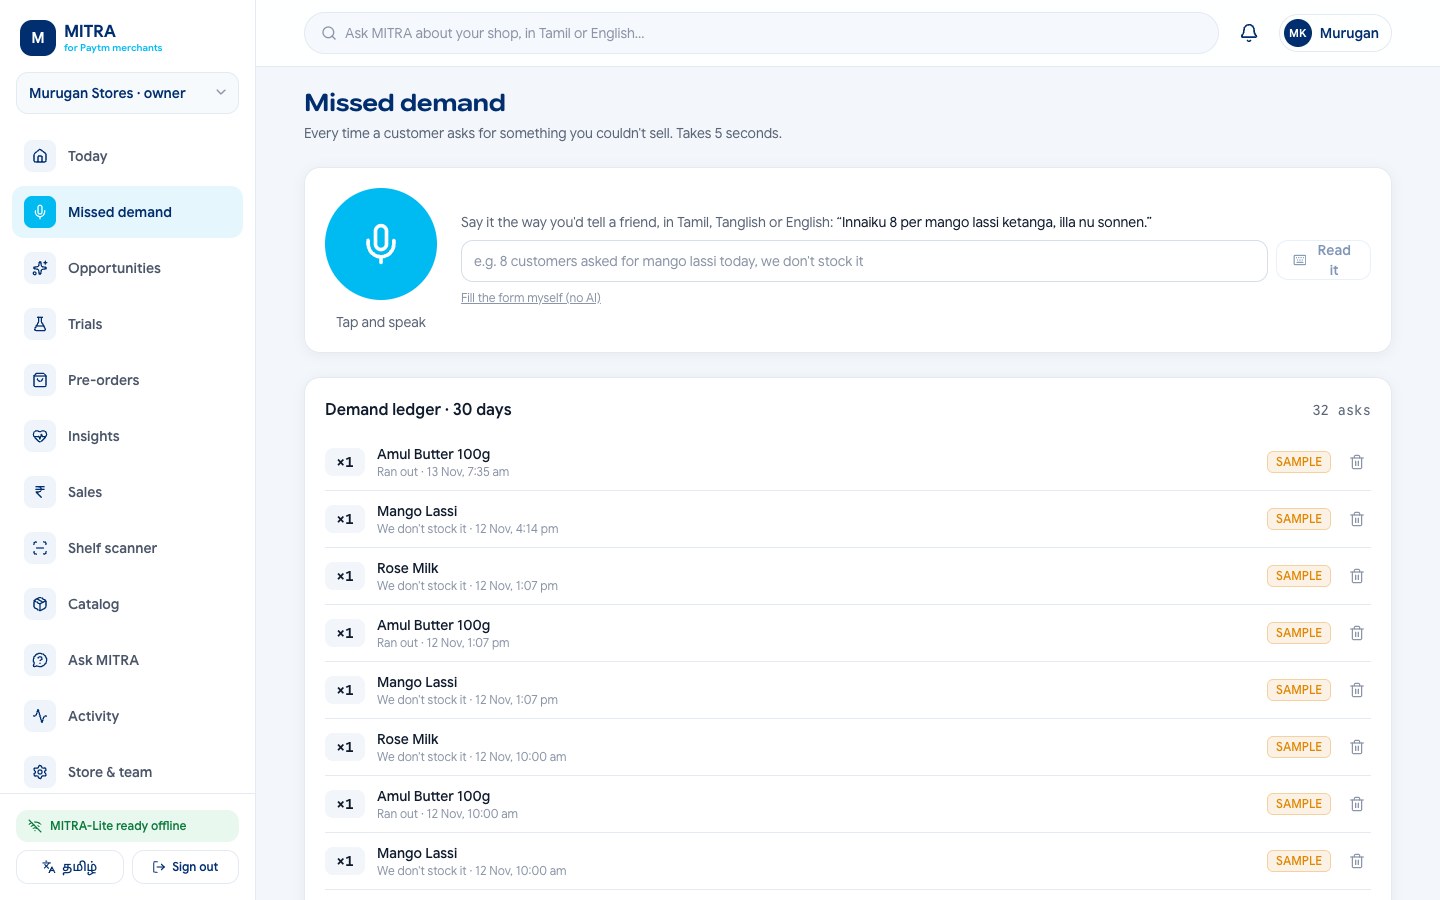 M
MITRA
for Paytm merchants
Murugan Stores · owner
Today
Missed demand
Opportunities
Trials
Pre-orders
Insights
Sales
Shelf scanner
Catalog
Ask MITRA
Activity
Store & team
MITRA-Lite ready offline
தமிழ்
Sign out
Ask MITRA about your shop, in Tamil or English...
MK Murugan
Missed demand
Every time a customer asks for something you couldn't sell. Takes 5 seconds.
Say it the way you'd tell a friend, in Tamil, Tanglish or English: "Innaiku 8 per mango lassi ketanga, illa nu sonnen."
e.g. 8 customers asked for mango lassi today, we don't stock it
Read
it
Fill the form myself (no AI)
Tap and speak
Demand ledger · 30 days
32 asks
×1
Amul Butter 100g
Ran out · 13 Nov, 7:35 am
SAMPLE
×1
Mango Lassi
We don't stock it · 12 Nov, 4:14 pm
SAMPLE
×1
Rose Milk
We don't stock it · 12 Nov, 1:07 pm
SAMPLE
×1
Amul Butter 100g
Ran out · 12 Nov, 1:07 pm
SAMPLE
×1
Mango Lassi
We don't stock it · 12 Nov, 1:07 pm
SAMPLE
×1
Rose Milk
We don't stock it · 12 Nov, 10:00 am
SAMPLE
×1
Amul Butter 100g
Ran out · 12 Nov, 10:00 am
SAMPLE
×1
Mango Lassi
We don't stock it · 12 Nov, 10:00 am
SAMPLE